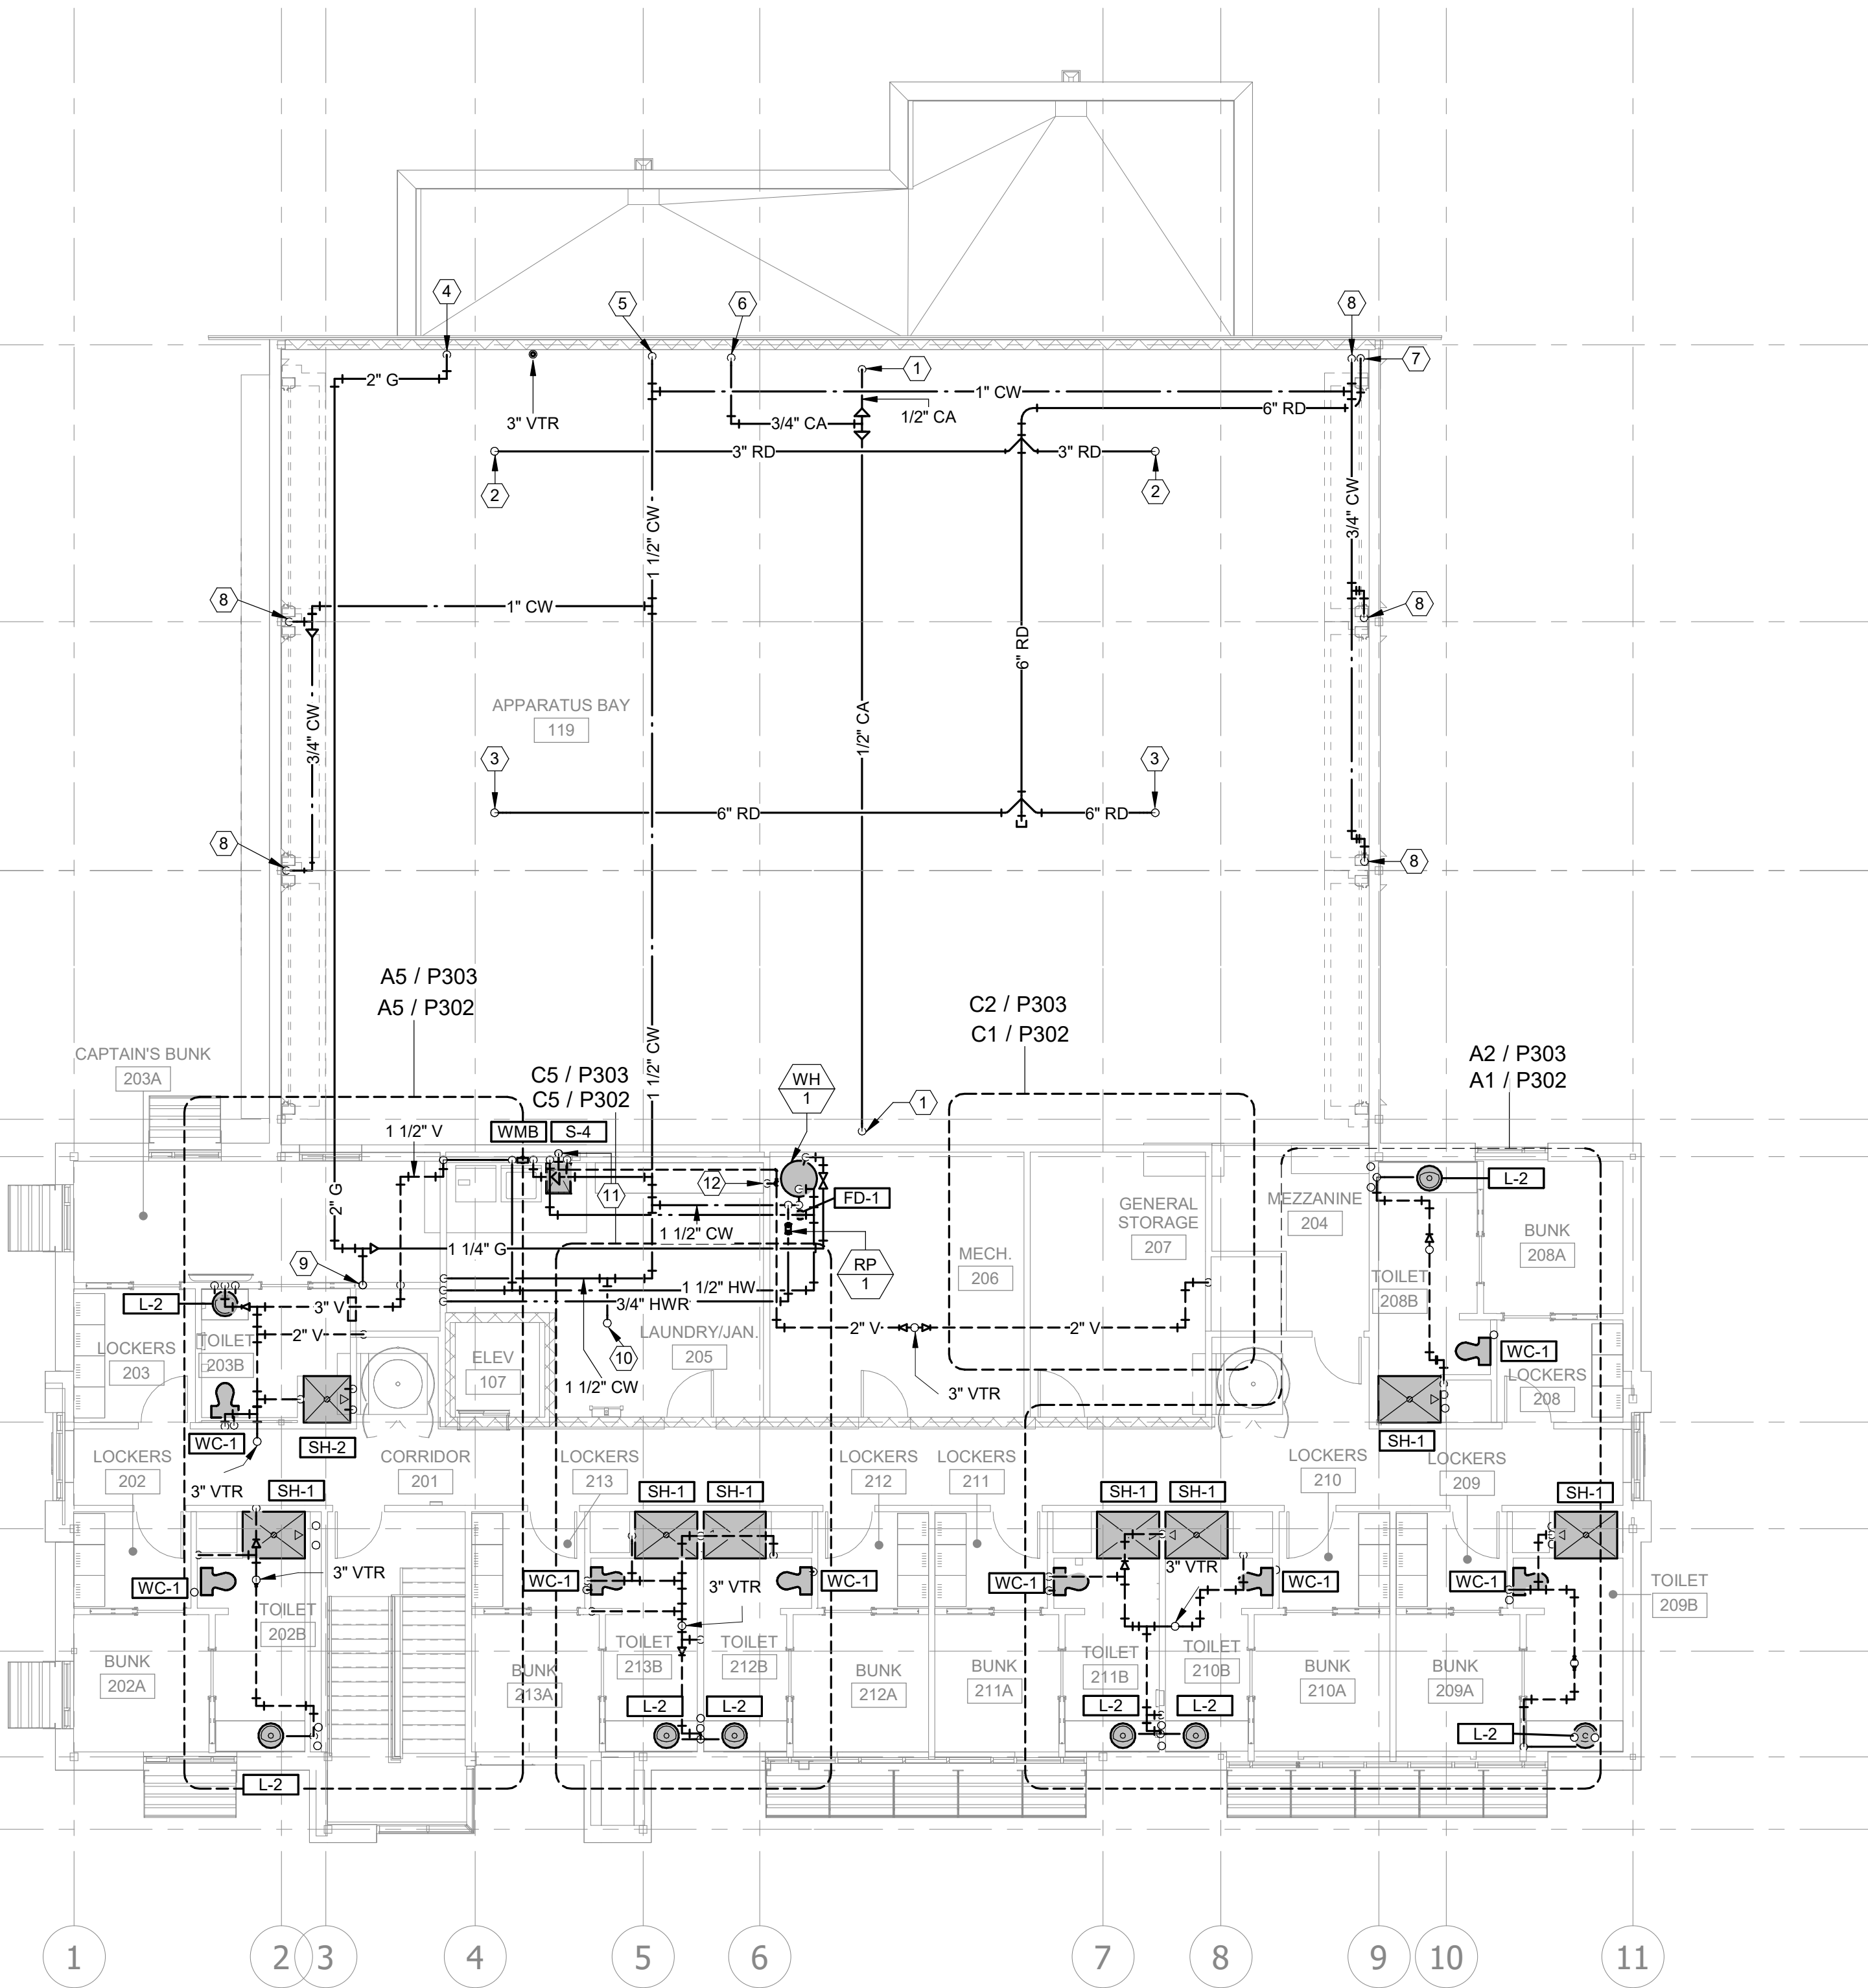 4
5
6
8
7
1
2" G
3" VTR
1" CW
3/4" CA
1/2" CA
6" RD
3" RD
3" RD
2
2
1 1/2" CW
3/4" CW
8
1" CW
8
6" RD
3/4" CW
APPARATUS BAY
119
1/2" CA
3
3
6" RD
6" RD
8
8
A5 / P303
A5 / P302
C2 / P303
C1 / P302
CAPTAIN'S BUNK
203A
1 1/2" CW
A2 / P303
A1 / P302
C5 / P303
C5 / P302
WH
1
1
1 1/2" V
WMB
S-4
2" G
11
12
FD-1
L-2
MEZZANINE
204
GENERAL
STORAGE
207
BUNK
208A
1 1/2" CW
1 1/4" G
MECH.
206
RP
1
9
1 1/2" HW
3/4" HWR
TOILET
208B
L-2
3" V
2" V
LOCKERS
203
TOILET
203B
LAUNDRY/JAN.
205
2" V
2" V
10
ELEV
107
1 1/2" CW
3" VTR
WC-1
LOCKERS
208
WC-1
SH-2
SH-1
LOCKERS
202
CORRIDOR
201
LOCKERS
213
LOCKERS
212
LOCKERS
211
LOCKERS
210
LOCKERS
209
3" VTR
SH-1
SH-1
SH-1
SH-1
SH-1
SH-1
WC-1
3" VTR
WC-1
3" VTR
WC-1
WC-1
3" VTR
WC-1
WC-1
TOILET
209B
TOILET
202B
BUNK
202A
BUNK
213A
TOILET
213B
TOILET
212B
BUNK
212A
BUNK
211A
TOILET
211B
TOILET
210B
BUNK
210A
BUNK
209A
L-2
L-2
L-2
L-2
L-2
L-2
1
2
3
4
5
6
7
8
9
10
11